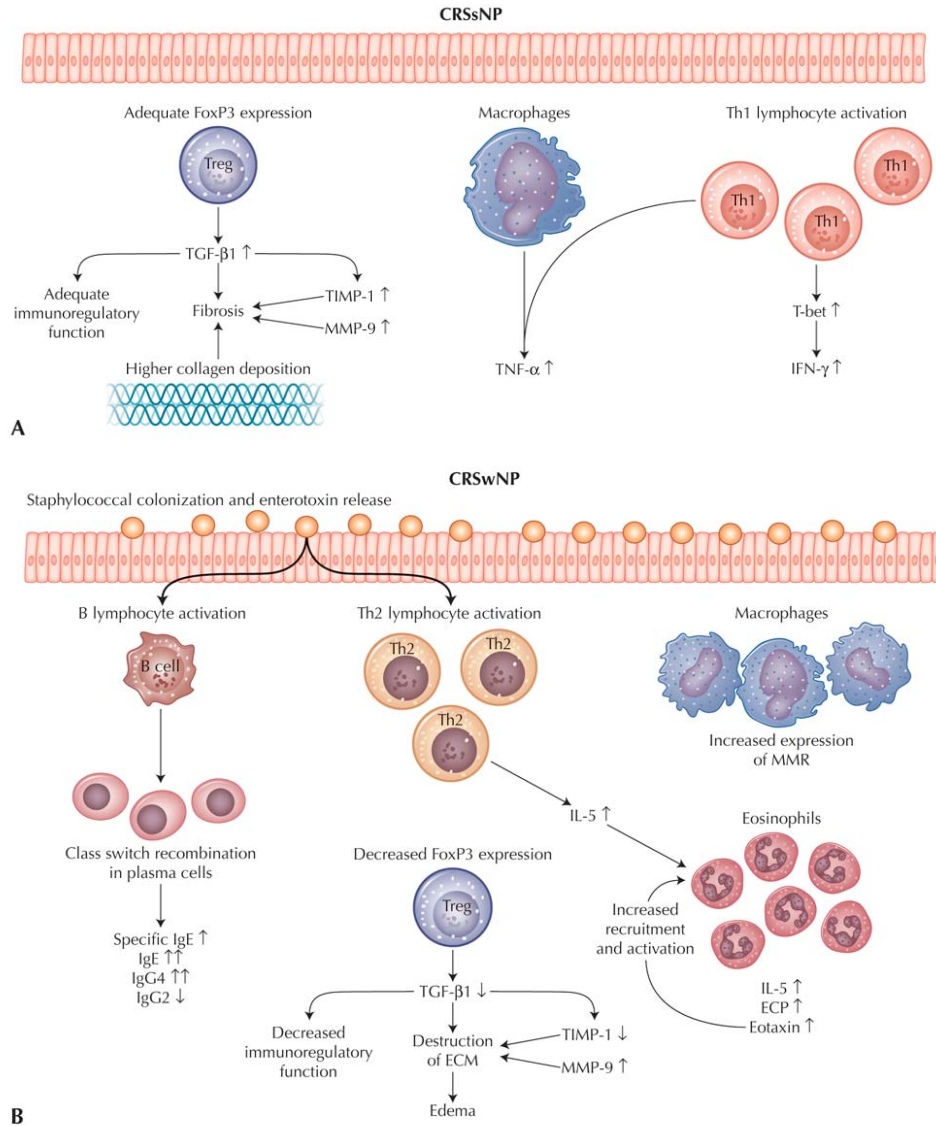 CRSsNP
Adequate FoxP3 expression
Treg
TGF-β1 ↑
Adequate
immunoregulatory
function
Fibrosis
TIMP-1 ↑
MMP-9 ↑
Higher collagen deposition
Macrophages
TNF-α ↑
Th1 lymphocyte activation
Th1
Th1
Th1
T-bet ↑
IFN-γ ↑
A
CRSwNP
Staphylococcal colonization and enterotoxin release
B lymphocyte activation
B cell
Class switch recombination
in plasma cells
Specific IgE ↑
IgE ↑↑
IgG4 ↑↑
IgG2 ↓
Th2 lymphocyte activation
Th2
Th2
Th2
IL-5 ↑
Macrophages
Increased expression
of MMR
Eosinophils
Increased
recruitment
and activation
IL-5 ↑
ECP ↑
Eotaxin ↑
Decreased FoxP3 expression
Treg
TGF-β1 ↓
Decreased
immunoregulatory
function
Destruction
of ECM
TIMP-1 ↓
MMP-9 ↑
Edema
B